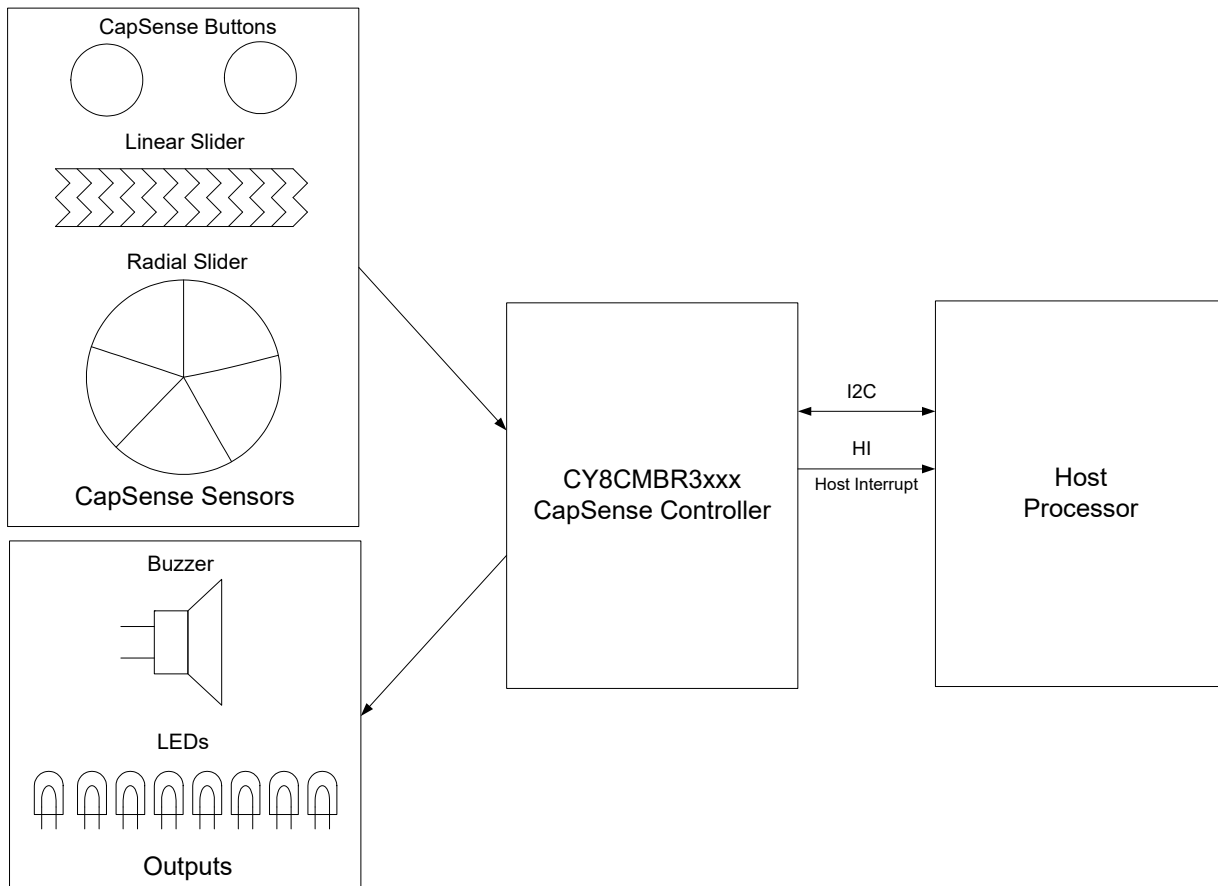 CapSense Buttons
Linear Slider
Radial Slider
CapSense Sensors
Buzzer
LEDs
Outputs
CY8CMBR3xxx
CapSense Controller
I2C
HI
Host Interrupt
Host
Processor